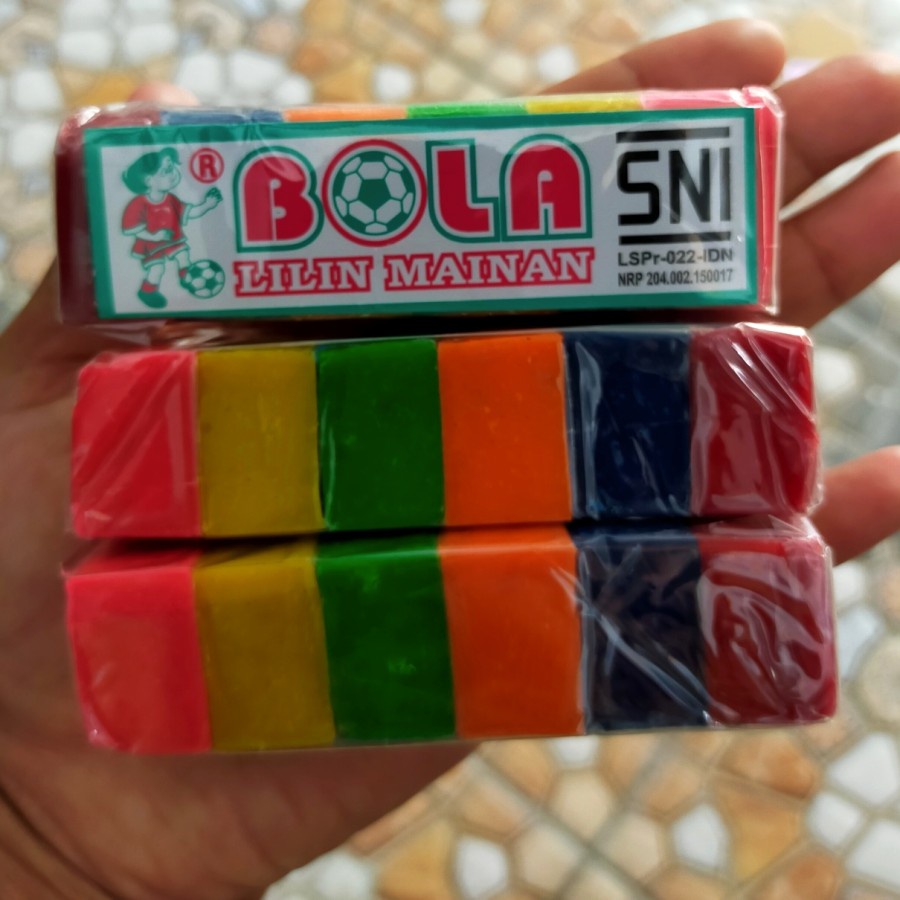 ® BOLA
LILIN MAINAN
SNI
LSPr-022-IDN
NRP 204.002.150017